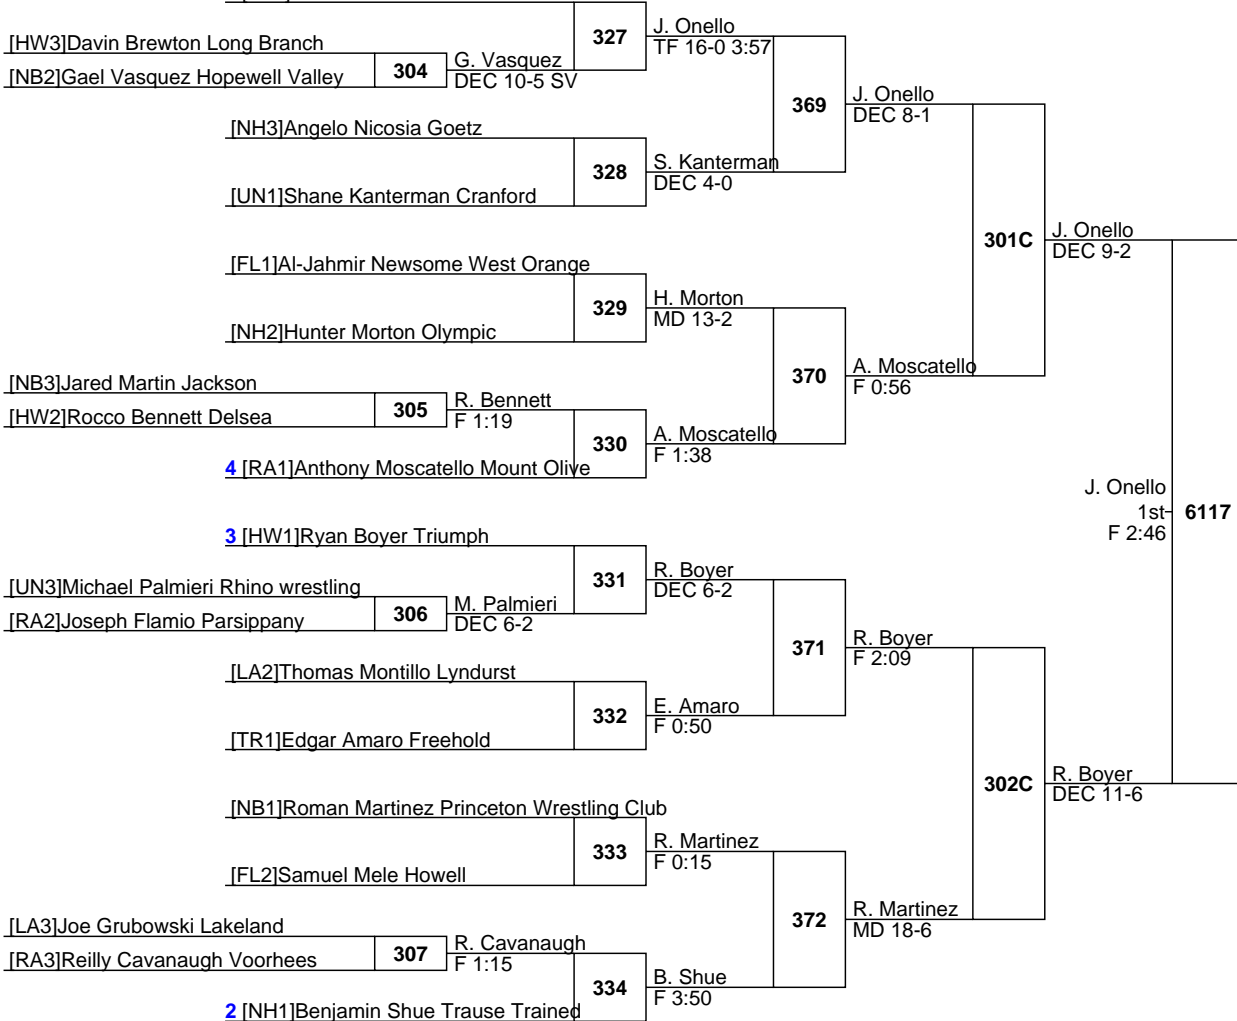 327
J. Onello
TF 16-0 3:57
[HW3]Davin Brewton Long Branch
304
G. Vasquez
DEC 10-5 SV
[NB2]Gael Vasquez Hopewell Valley
369
J. Onello
DEC 8-1
[NH3]Angelo Nicosia Goetz
328
S. Kanterman
DEC 4-0
[UN1]Shane Kanterman Cranford
301C
J. Onello
DEC 9-2
[FL1]Al-Jahmir Newsome West Orange
329
H. Morton
MD 13-2
[NH2]Hunter Morton Olympic
370
A. Moscatello
F 0:56
[NB3]Jared Martin Jackson
305
R. Bennett
F 1:19
[HW2]Rocco Bennett Delsea
330
A. Moscatello
F 1:38
4 [RA1]Anthony Moscatello Mount Olive
J. Onello
1st
F 2:46
6117
3 [HW1]Ryan Boyer Triumph
331
R. Boyer
DEC 6-2
[UN3]Michael Palmieri Rhino wrestling
306
M. Palmieri
DEC 6-2
[RA2]Joseph Flamio Parsippany
371
R. Boyer
F 2:09
[LA2]Thomas Montillo Lyndurst
332
E. Amaro
F 0:50
[TR1]Edgar Amaro Freehold
302C
R. Boyer
DEC 11-6
[NB1]Roman Martinez Princeton Wrestling Club
333
R. Martinez
F 0:15
[FL2]Samuel Mele Howell
372
R. Martinez
MD 18-6
[LA3]Joe Grubowski Lakeland
307
R. Cavanaugh
F 1:15
[RA3]Reilly Cavanaugh Voorhees
334
B. Shue
F 3:50
2 [NH1]Benjamin Shue Trause Trained